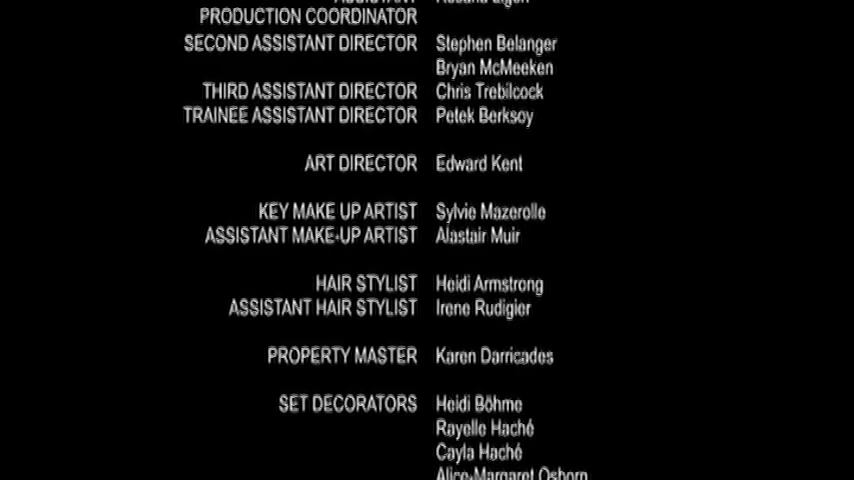 PRODUCTION COORDINATOR
SECOND ASSISTANT DIRECTOR Stephen Belanger
Bryan McMeeken
THIRD ASSISTANT DIRECTOR Chris Trebilcock
TRAINEE ASSISTANT DIRECTOR Petek Berksoy
ART DIRECTOR Edward Kent
KEY MAKE UP ARTIST Sylvie Mazerolle
ASSISTANT MAKE-UP ARTIST Alastair Muir
HAIR STYLIST Heidi Armstrong
ASSISTANT HAIR STYLIST Irene Rudigier
PROPERTY MASTER Karen Darricades
SET DECORATORS Heidi Böhme
Rayelle Haché
Cayla Haché
Alice-Margaret Osborn